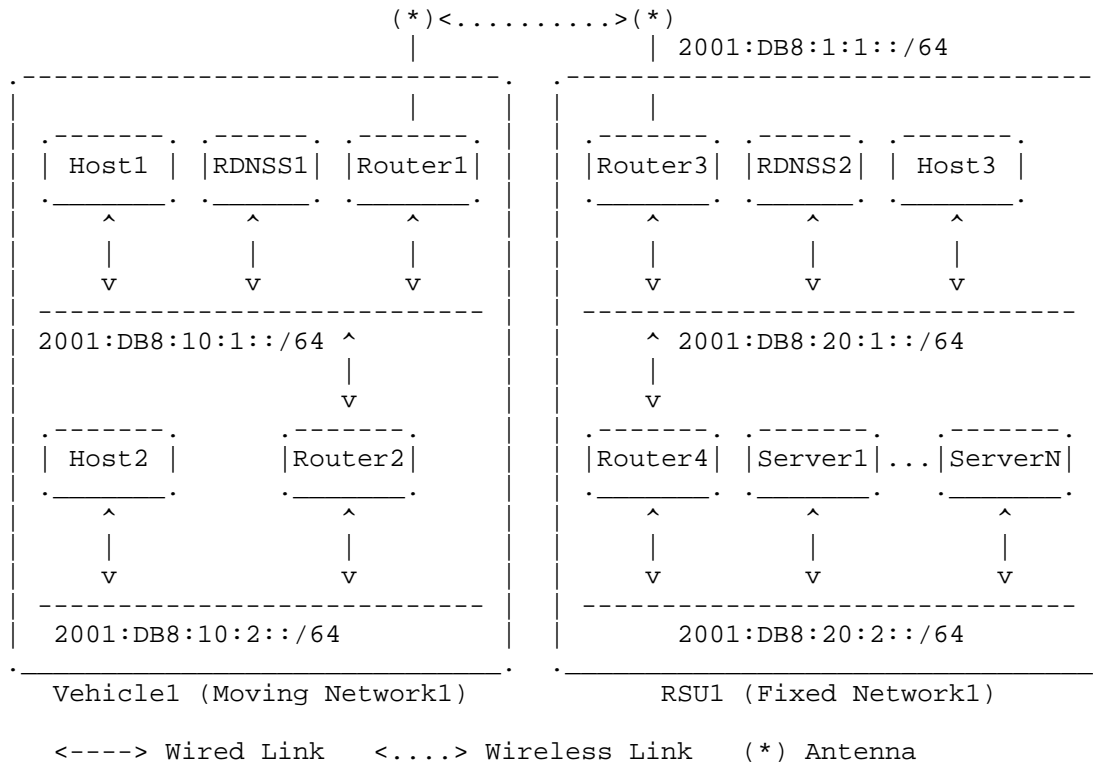 (*)<..........>(*)
2001:DB8:1:1::/64
Host1 RDNSS1 Router1 Router3 RDNSS2 Host3
2001:DB8:10:1::/64 2001:DB8:20:1::/64
Host2 Router2 Router4 Server1 ... ServerN
2001:DB8:10:2::/64 2001:DB8:20:2::/64
Vehicle1 (Moving Network1) RSU1 (Fixed Network1)
<----> Wired Link <....> Wireless Link (*) Antenna